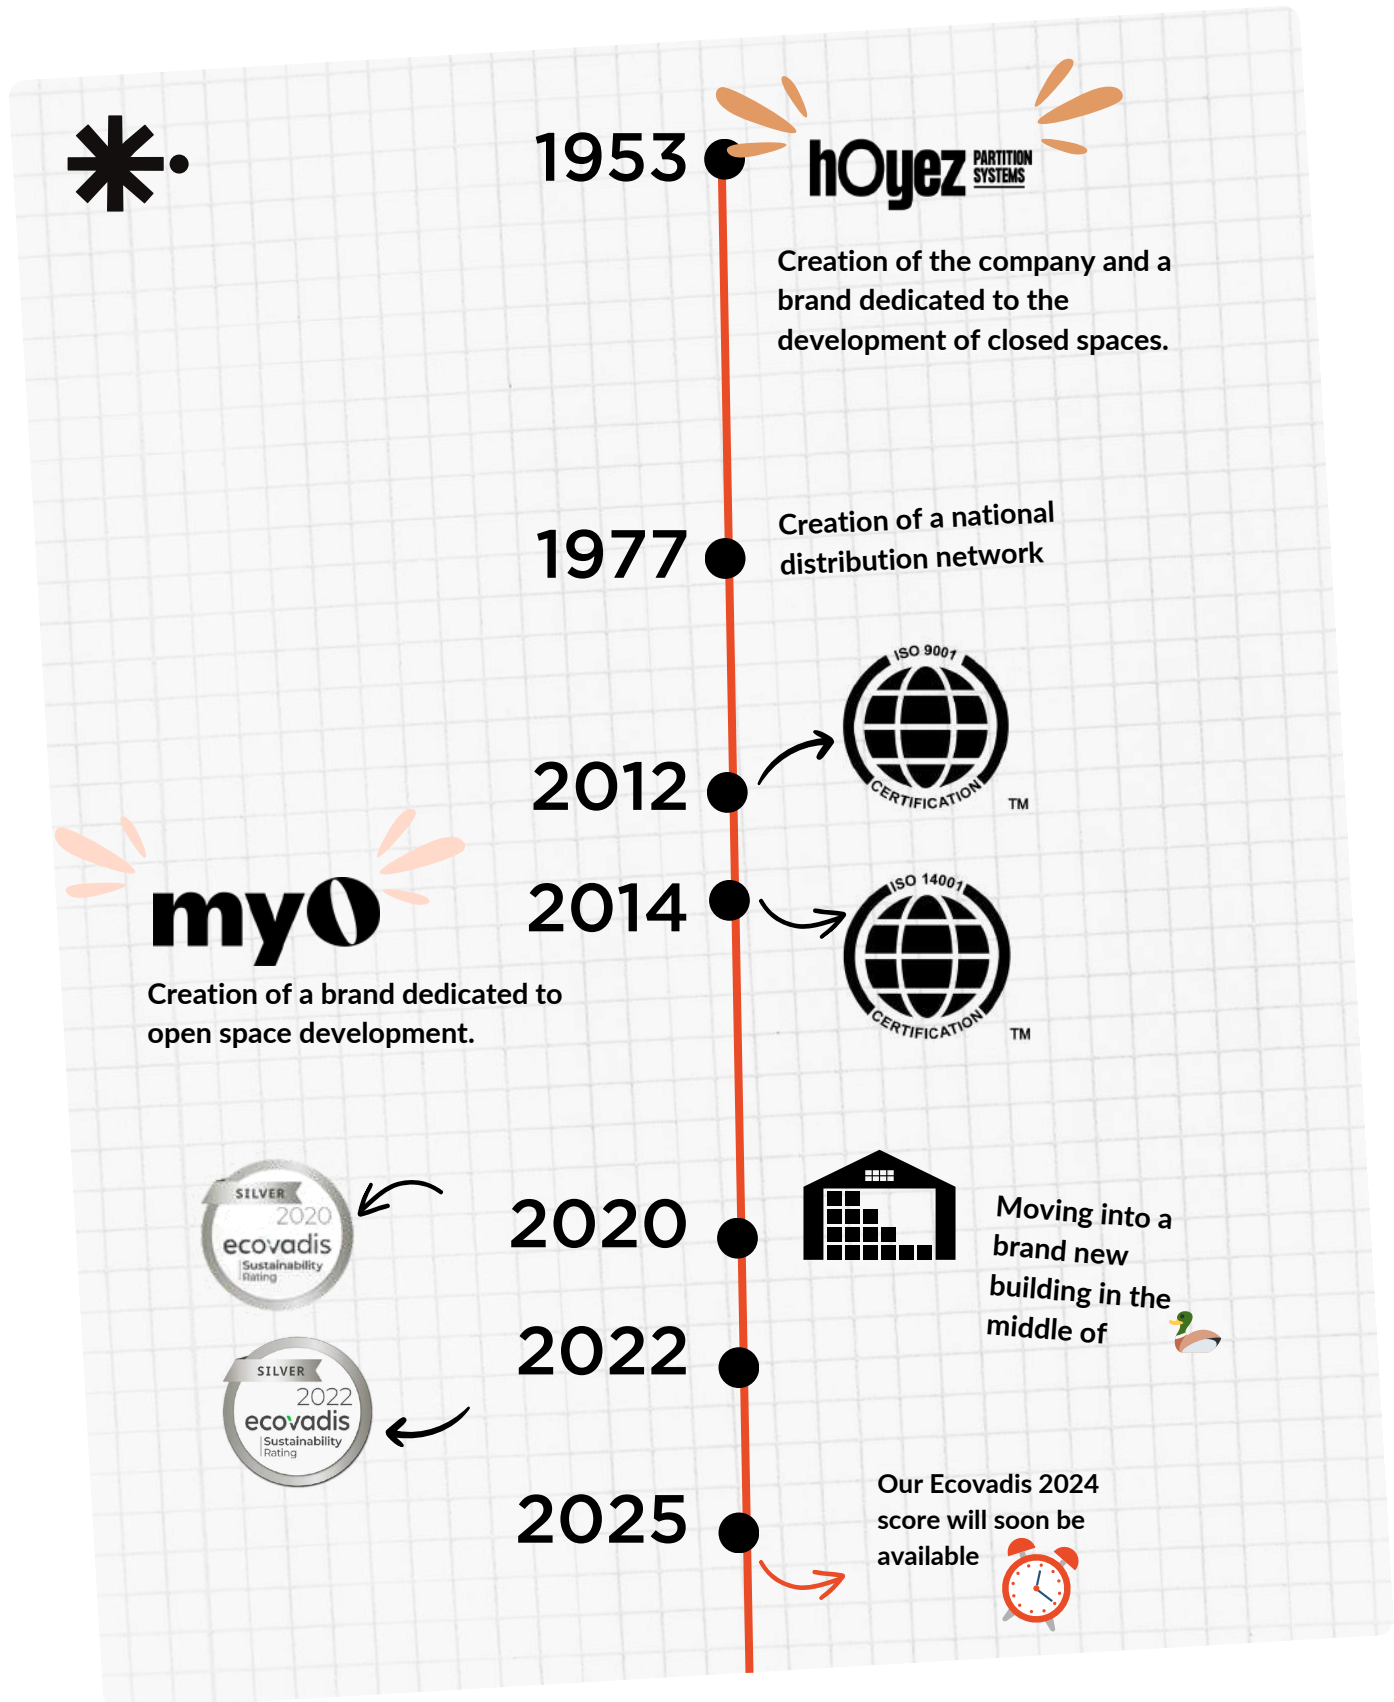 1953
hOyez PARTITION
SYSTEMS
Creation of the company and a
brand dedicated to the
development of closed spaces.
1977
Creation of a national
distribution network
2012
ISO 9001
CERTIFICATION
TM
2014
ISO 14001
CERTIFICATION
TM
myO
Creation of a brand dedicated to
open space development.
2020
SILVER
2020
ecovadis
Sustainability
Rating
Moving into a
brand new
building in the
middle of
2022
SILVER
2022
ecovadis
Sustainability
Rating
2025
Our Ecovadis 2024
score will soon be
available